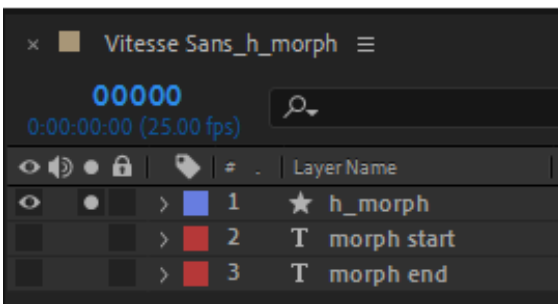 × Vitesse Sans_h_morph ≡
00000
0:00:00:00 (25.00 fps)
# . Layer Name
1 ★ h_morph
2 T morph start
3 T morph end